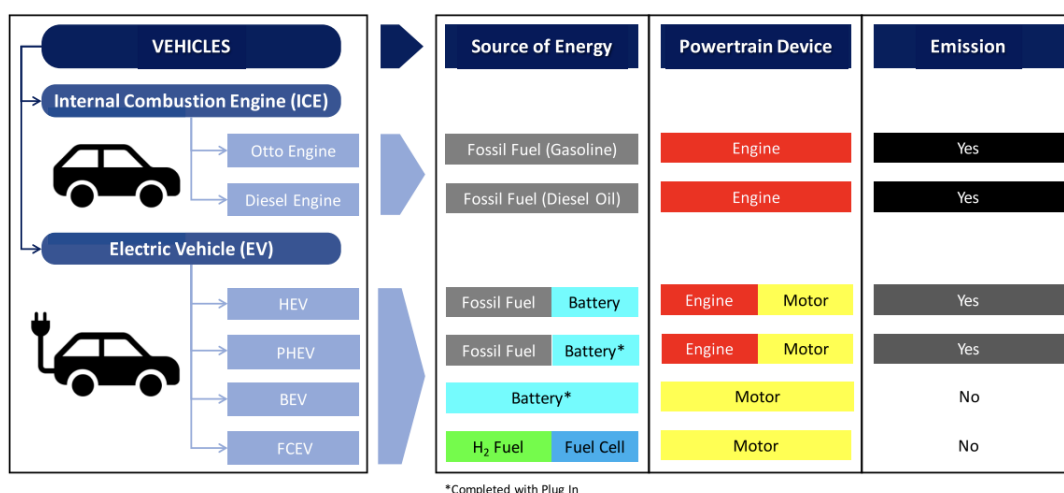 VEHICLES
Source of Energy
Powertrain Device
Emission
Internal Combustion Engine (ICE)
Otto Engine
Fossil Fuel (Gasoline)
Engine
Yes
Diesel Engine
Fossil Fuel (Diesel Oil)
Engine
Yes
Electric Vehicle (EV)
HEV
Fossil Fuel
Battery
Engine
Motor
Yes
PHEV
Fossil Fuel
Battery*
Engine
Motor
Yes
BEV
Battery*
Motor
No
FCEV
H₂ Fuel
Fuel Cell
Motor
No
*Completed with Plug In